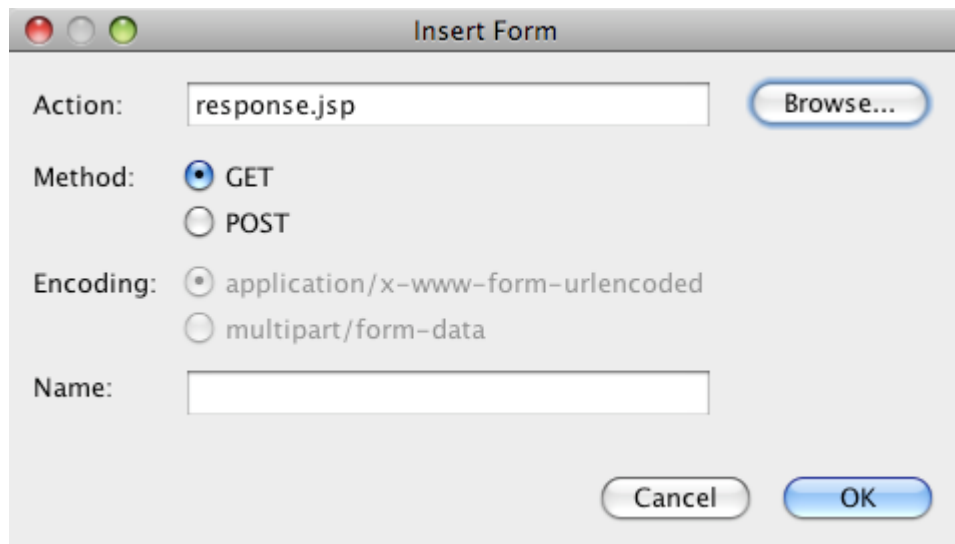 Insert Form
Action: response.jsp Browse...
Method: GET
POST
Encoding: application/x-www-form-urlencoded
multipart/form-data
Name:
Cancel OK